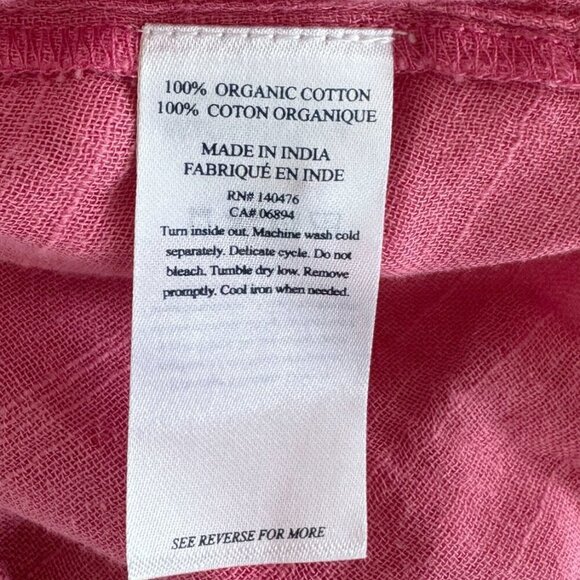 100% ORGANIC COTTON
100% COTON ORGANIQUE
MADE IN INDIA
FABRIQUÉ EN INDE
RN# 140476
CA# 06894
Turn inside out. Machine wash cold
separately. Delicate cycle. Do not
bleach. Tumble dry low. Remove
promptly. Cool iron when needed.
SEE REVERSE FOR MORE